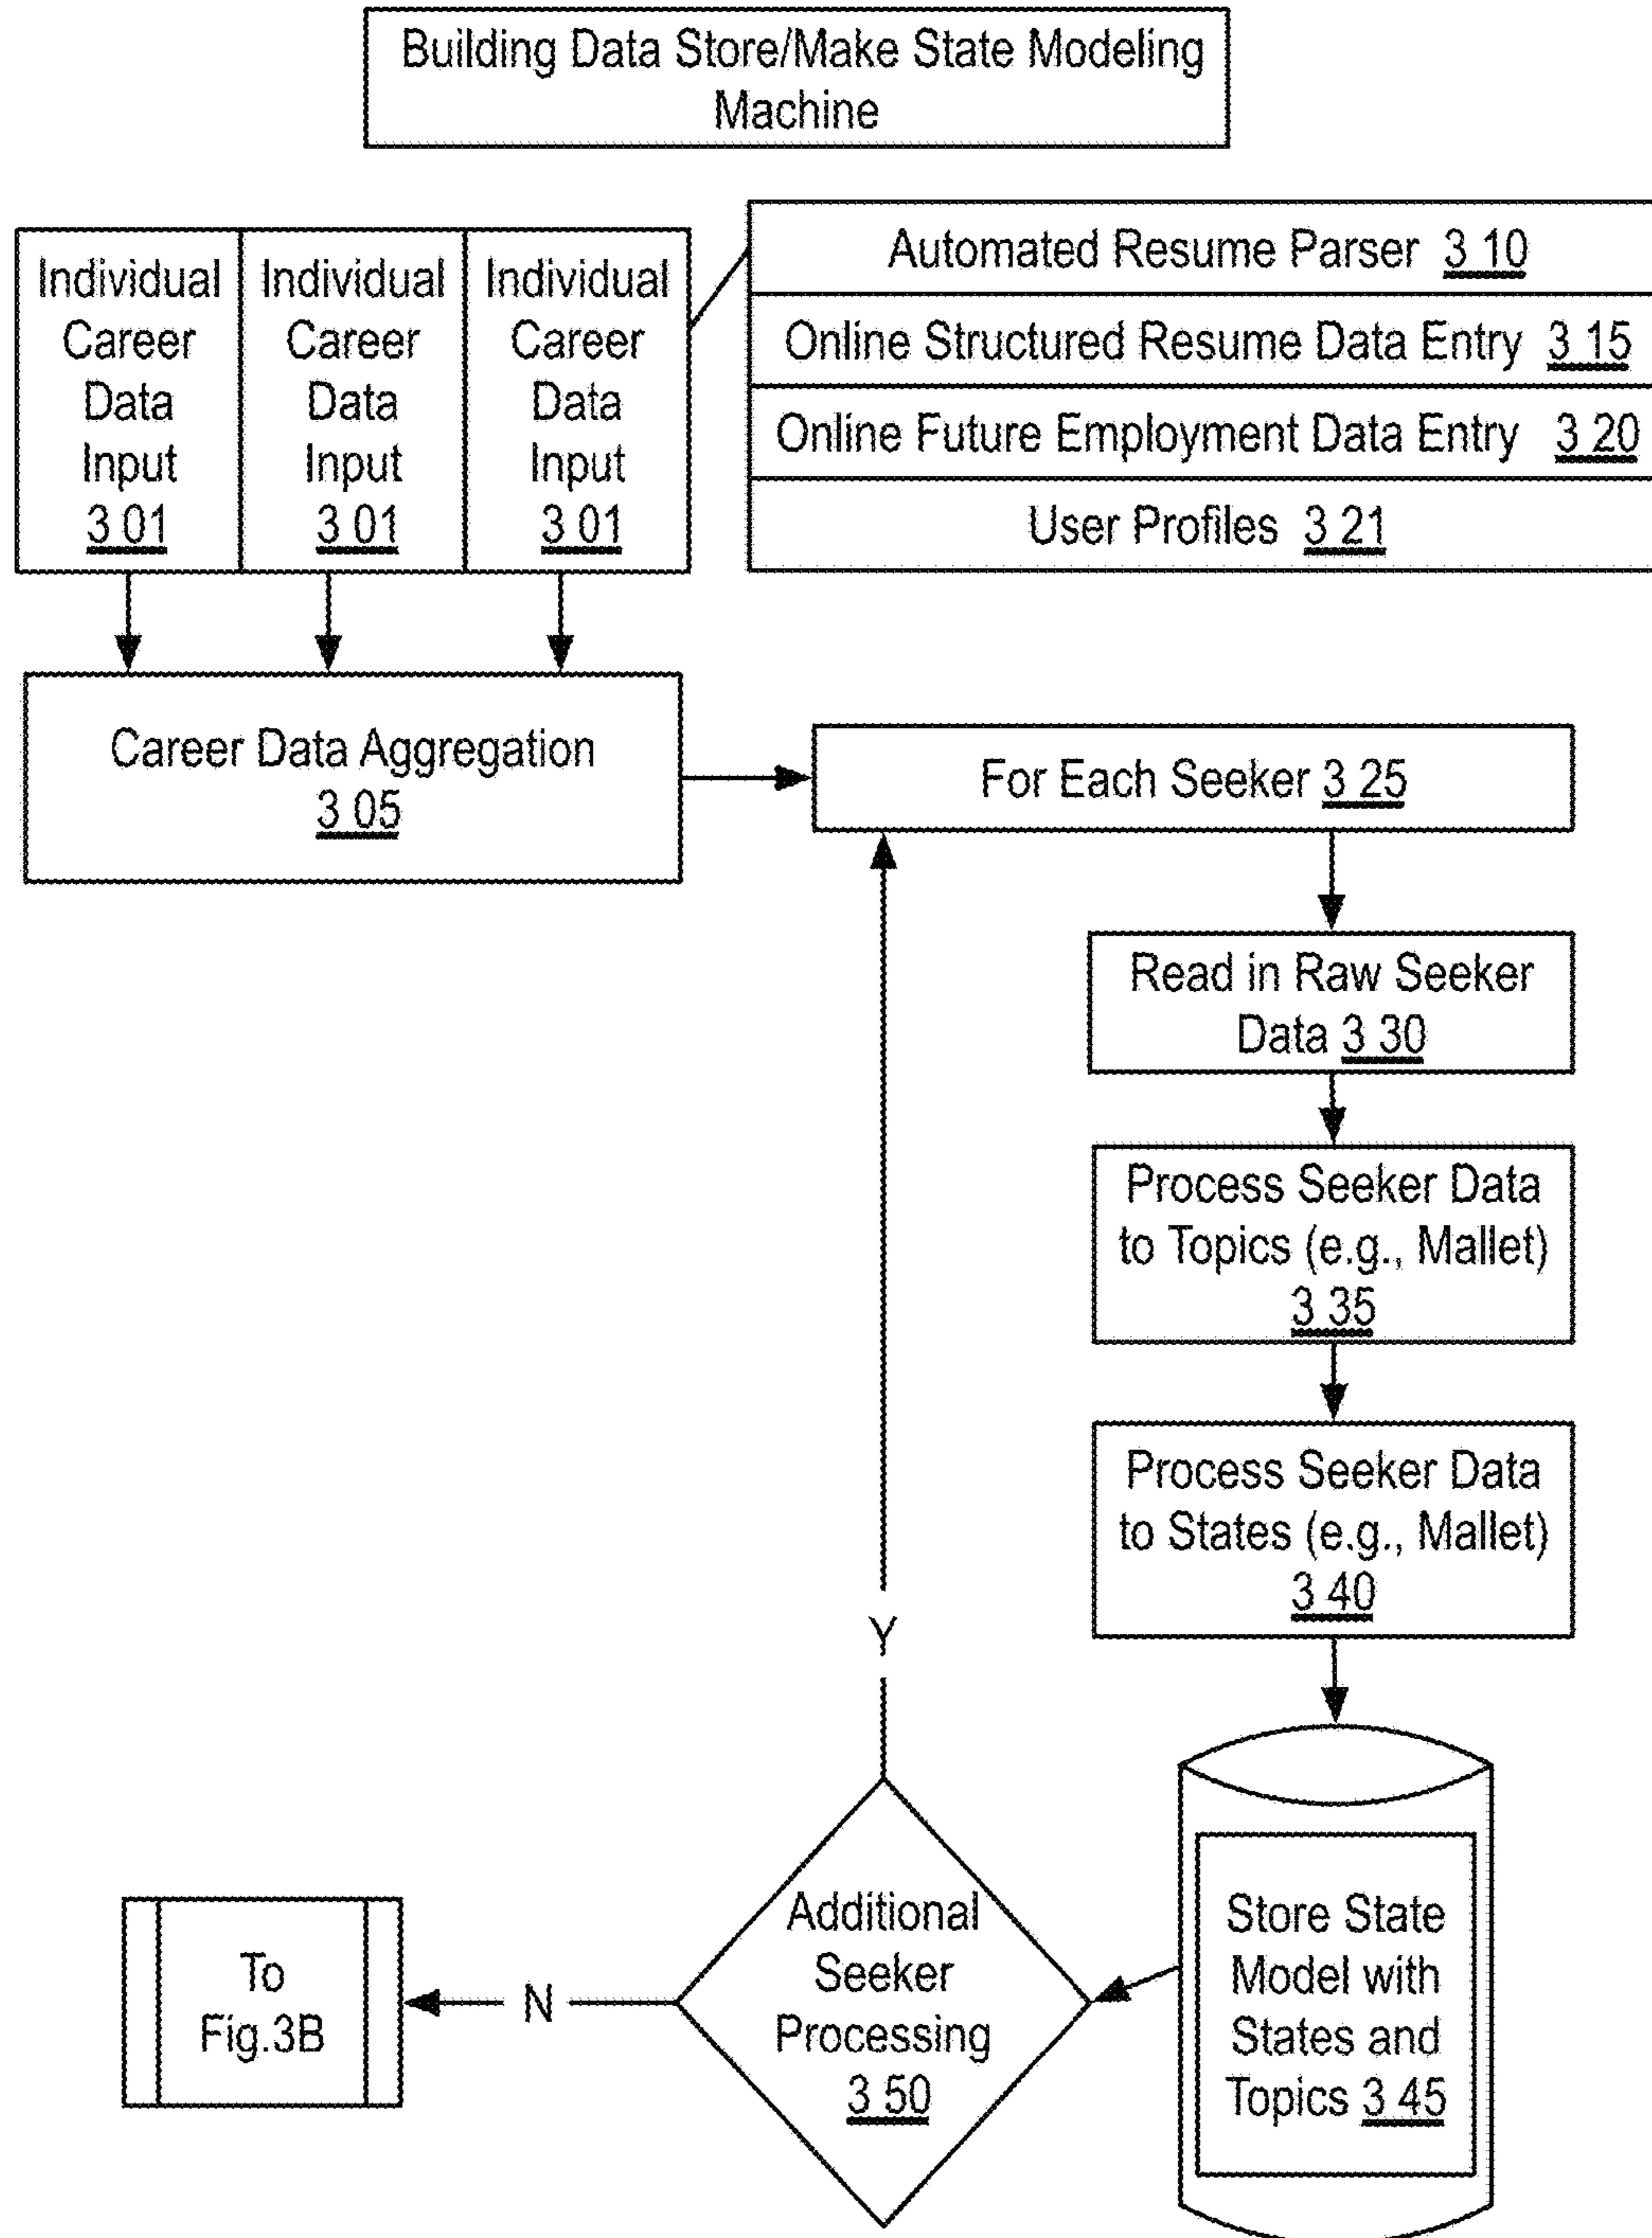 Building Data Store/Make State Modeling
Machine
Individual
Career
Data
Input
3 01
Individual
Career
Data
Input
3 01
Individual
Career
Data
Input
3 01
Automated Resume Parser 3 10
Online Structured Resume Data Entry 3 15
Online Future Employment Data Entry 3 20
User Profiles 3 21
Career Data Aggregation
3 05
For Each Seeker 3 25
Read in Raw Seeker
Data 3 30
Process Seeker Data
to Topics (e.g., Mallet)
3 35
Process Seeker Data
to States (e.g., Mallet)
3 40
Y
Store State
Model with
States and
Topics 3 45
Additional
Seeker
Processing
3 50
N
To
Fig.3B